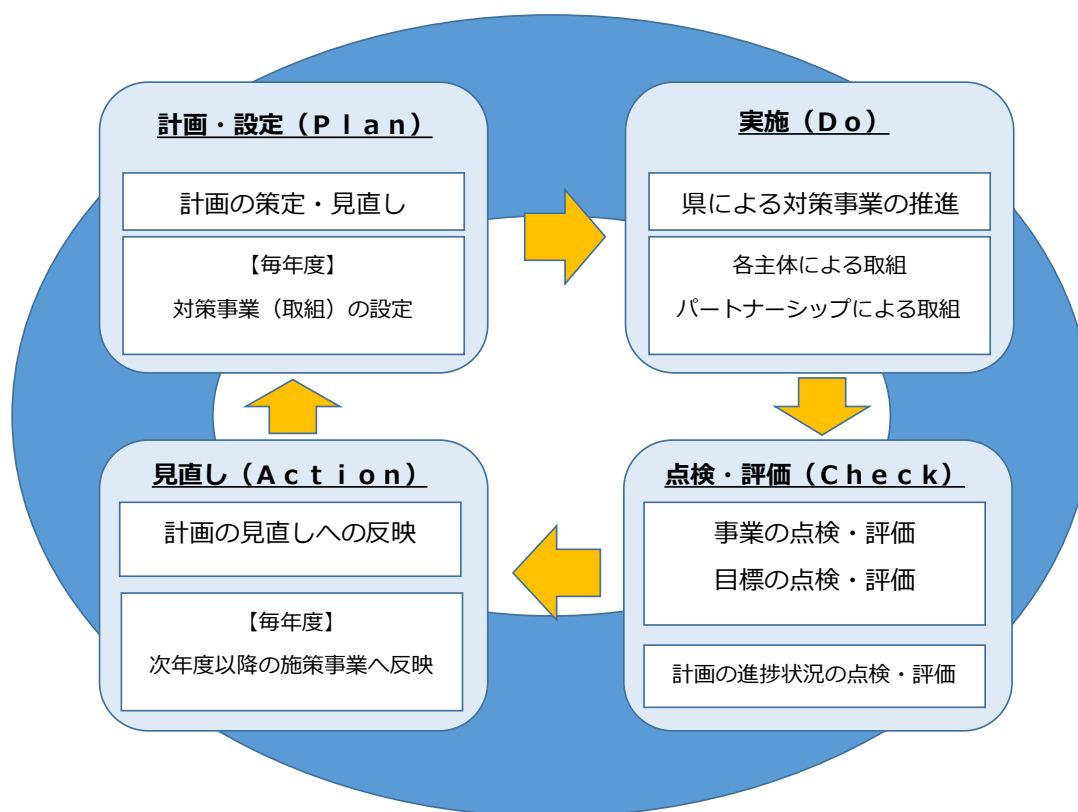 計画・設定(Ｐｌａｎ)
計画の策定・見直し
【毎年度】
対策事業（取組）の設定
実施（Ｄｏ）
県による対策事業の推進
各主体による取組
パートナーシップによる取組
見直し（Ａｃｔｉｏｎ）
計画の見直しへの反映
【毎年度】
次年度以降の施策事業へ反映
点検・評価（Ｃｈｅｃｋ）
事業の点検・評価
目標の点検・評価
計画の進捗状況の点検・評価